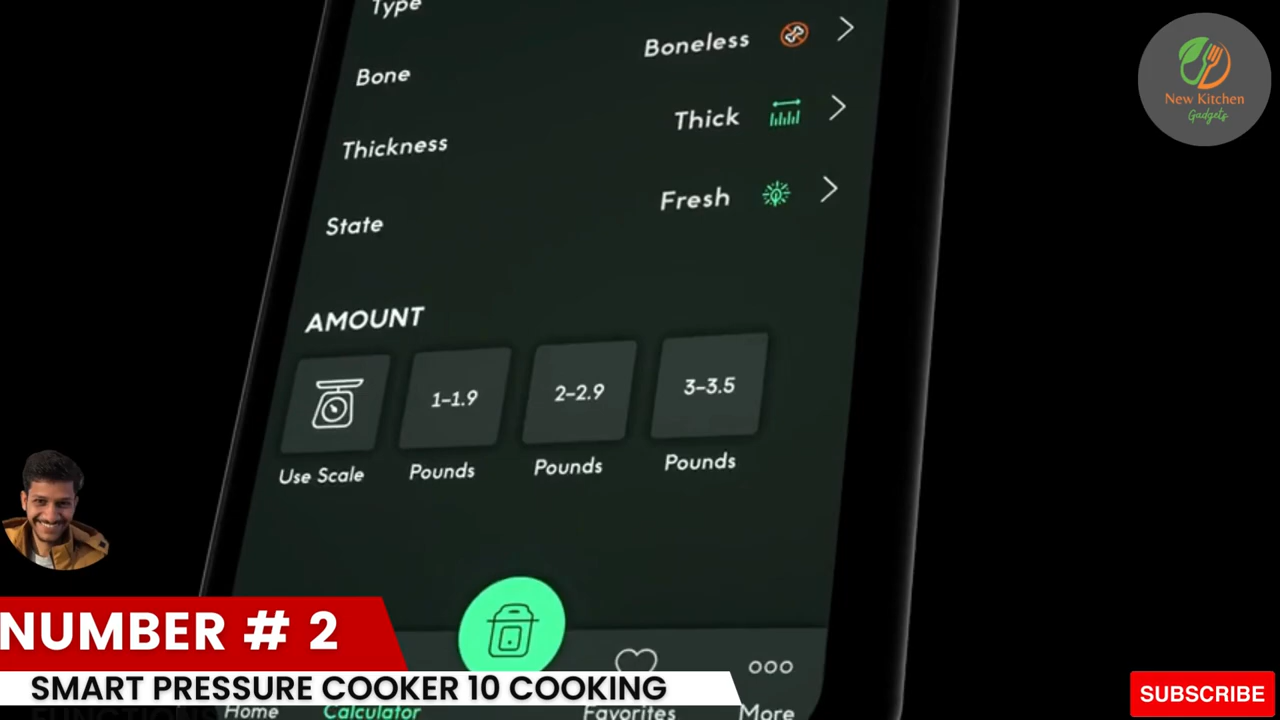 Type
Boneless
Bone
Thick
Thickness
Fresh
State
AMOUNT
1-1.9
2-2.9
3-3.5
Use Scale
Pounds
Pounds
Pounds
Home
Calculator
Favorites
More
New Kitchen
Gadgets
NUMBER # 2
SMART PRESSURE COOKER 10 COOKING
FUNCTIONS
SUBSCRIBE